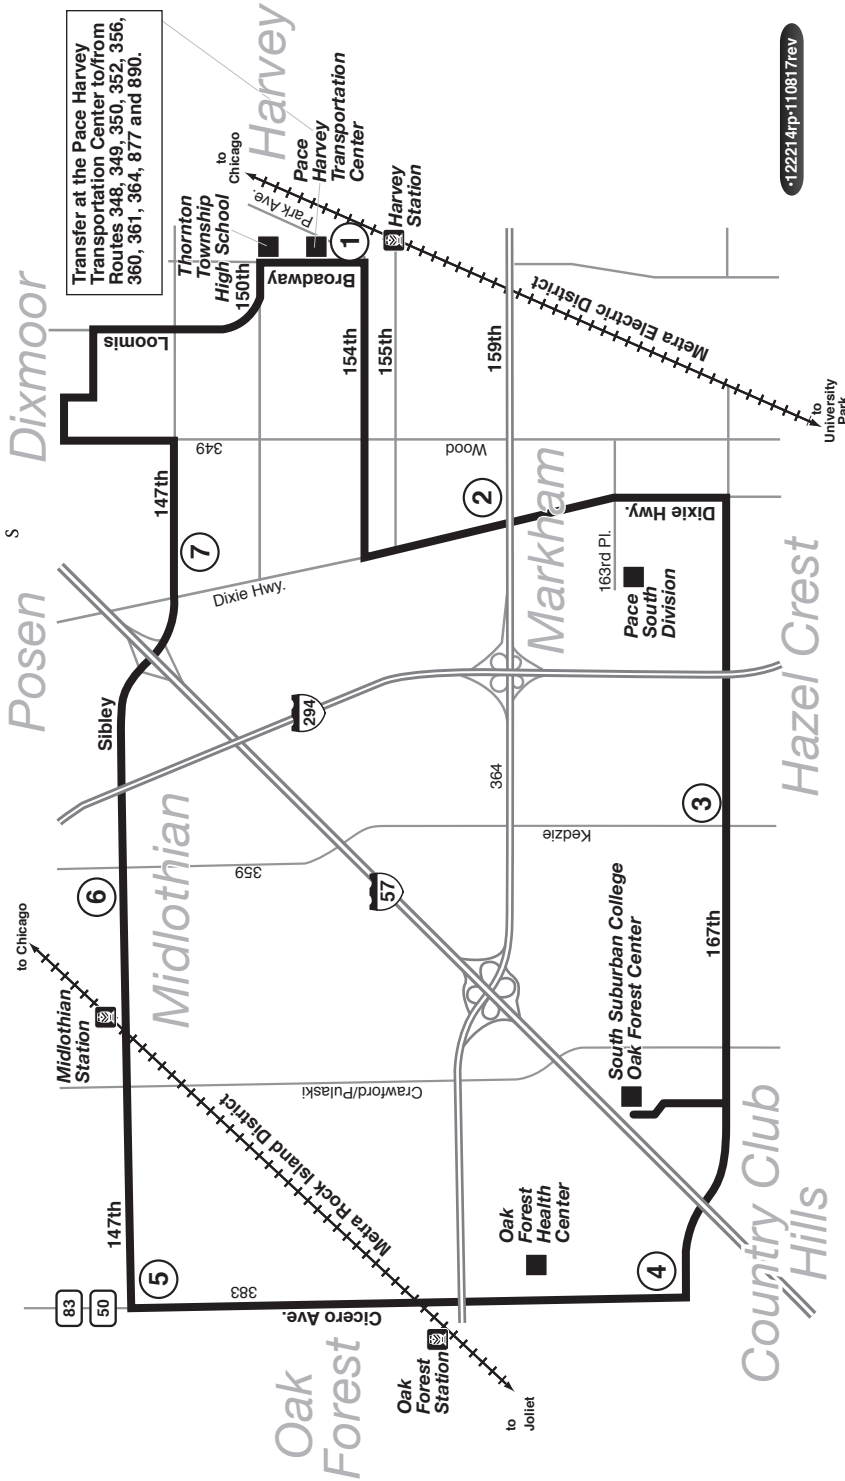 Transfer at the Pace Harvey
Transportation Center to/from
Routes 348, 349, 350, 352, 356,
360, 361, 364, 877 and 890.
Harvey
Dixmoor
S
Posen
to
Chicago
Park Ave.
Pace
Harvey
Transportation
Center
Thornton
Township
High School
Harvey
Station
1
150th
Broadway
Loomis
154th
155th
159th
Metra Electric District
to
University
Park
349
Wood
147th
7
2
Markham
Dixie Hwy.
Dixie Hwy.
163rd Pl.
Pace
South
Division
Hazel Crest
Sibley
294
364
3
Kedzie
Midlothian
359
57
6
to Chicago
Midlothian
Station
167th
South Suburban College
Oak Forest Center
Crawford/Pulaski
Metra Rock Island District
147th
Oak
Forest
Health
Center
Country Club
Hills
5
4
383
Cicero Ave.
83
50
Oak
Forest
Oak
Forest
Station
to
Joliet
•122214rp•110817rev